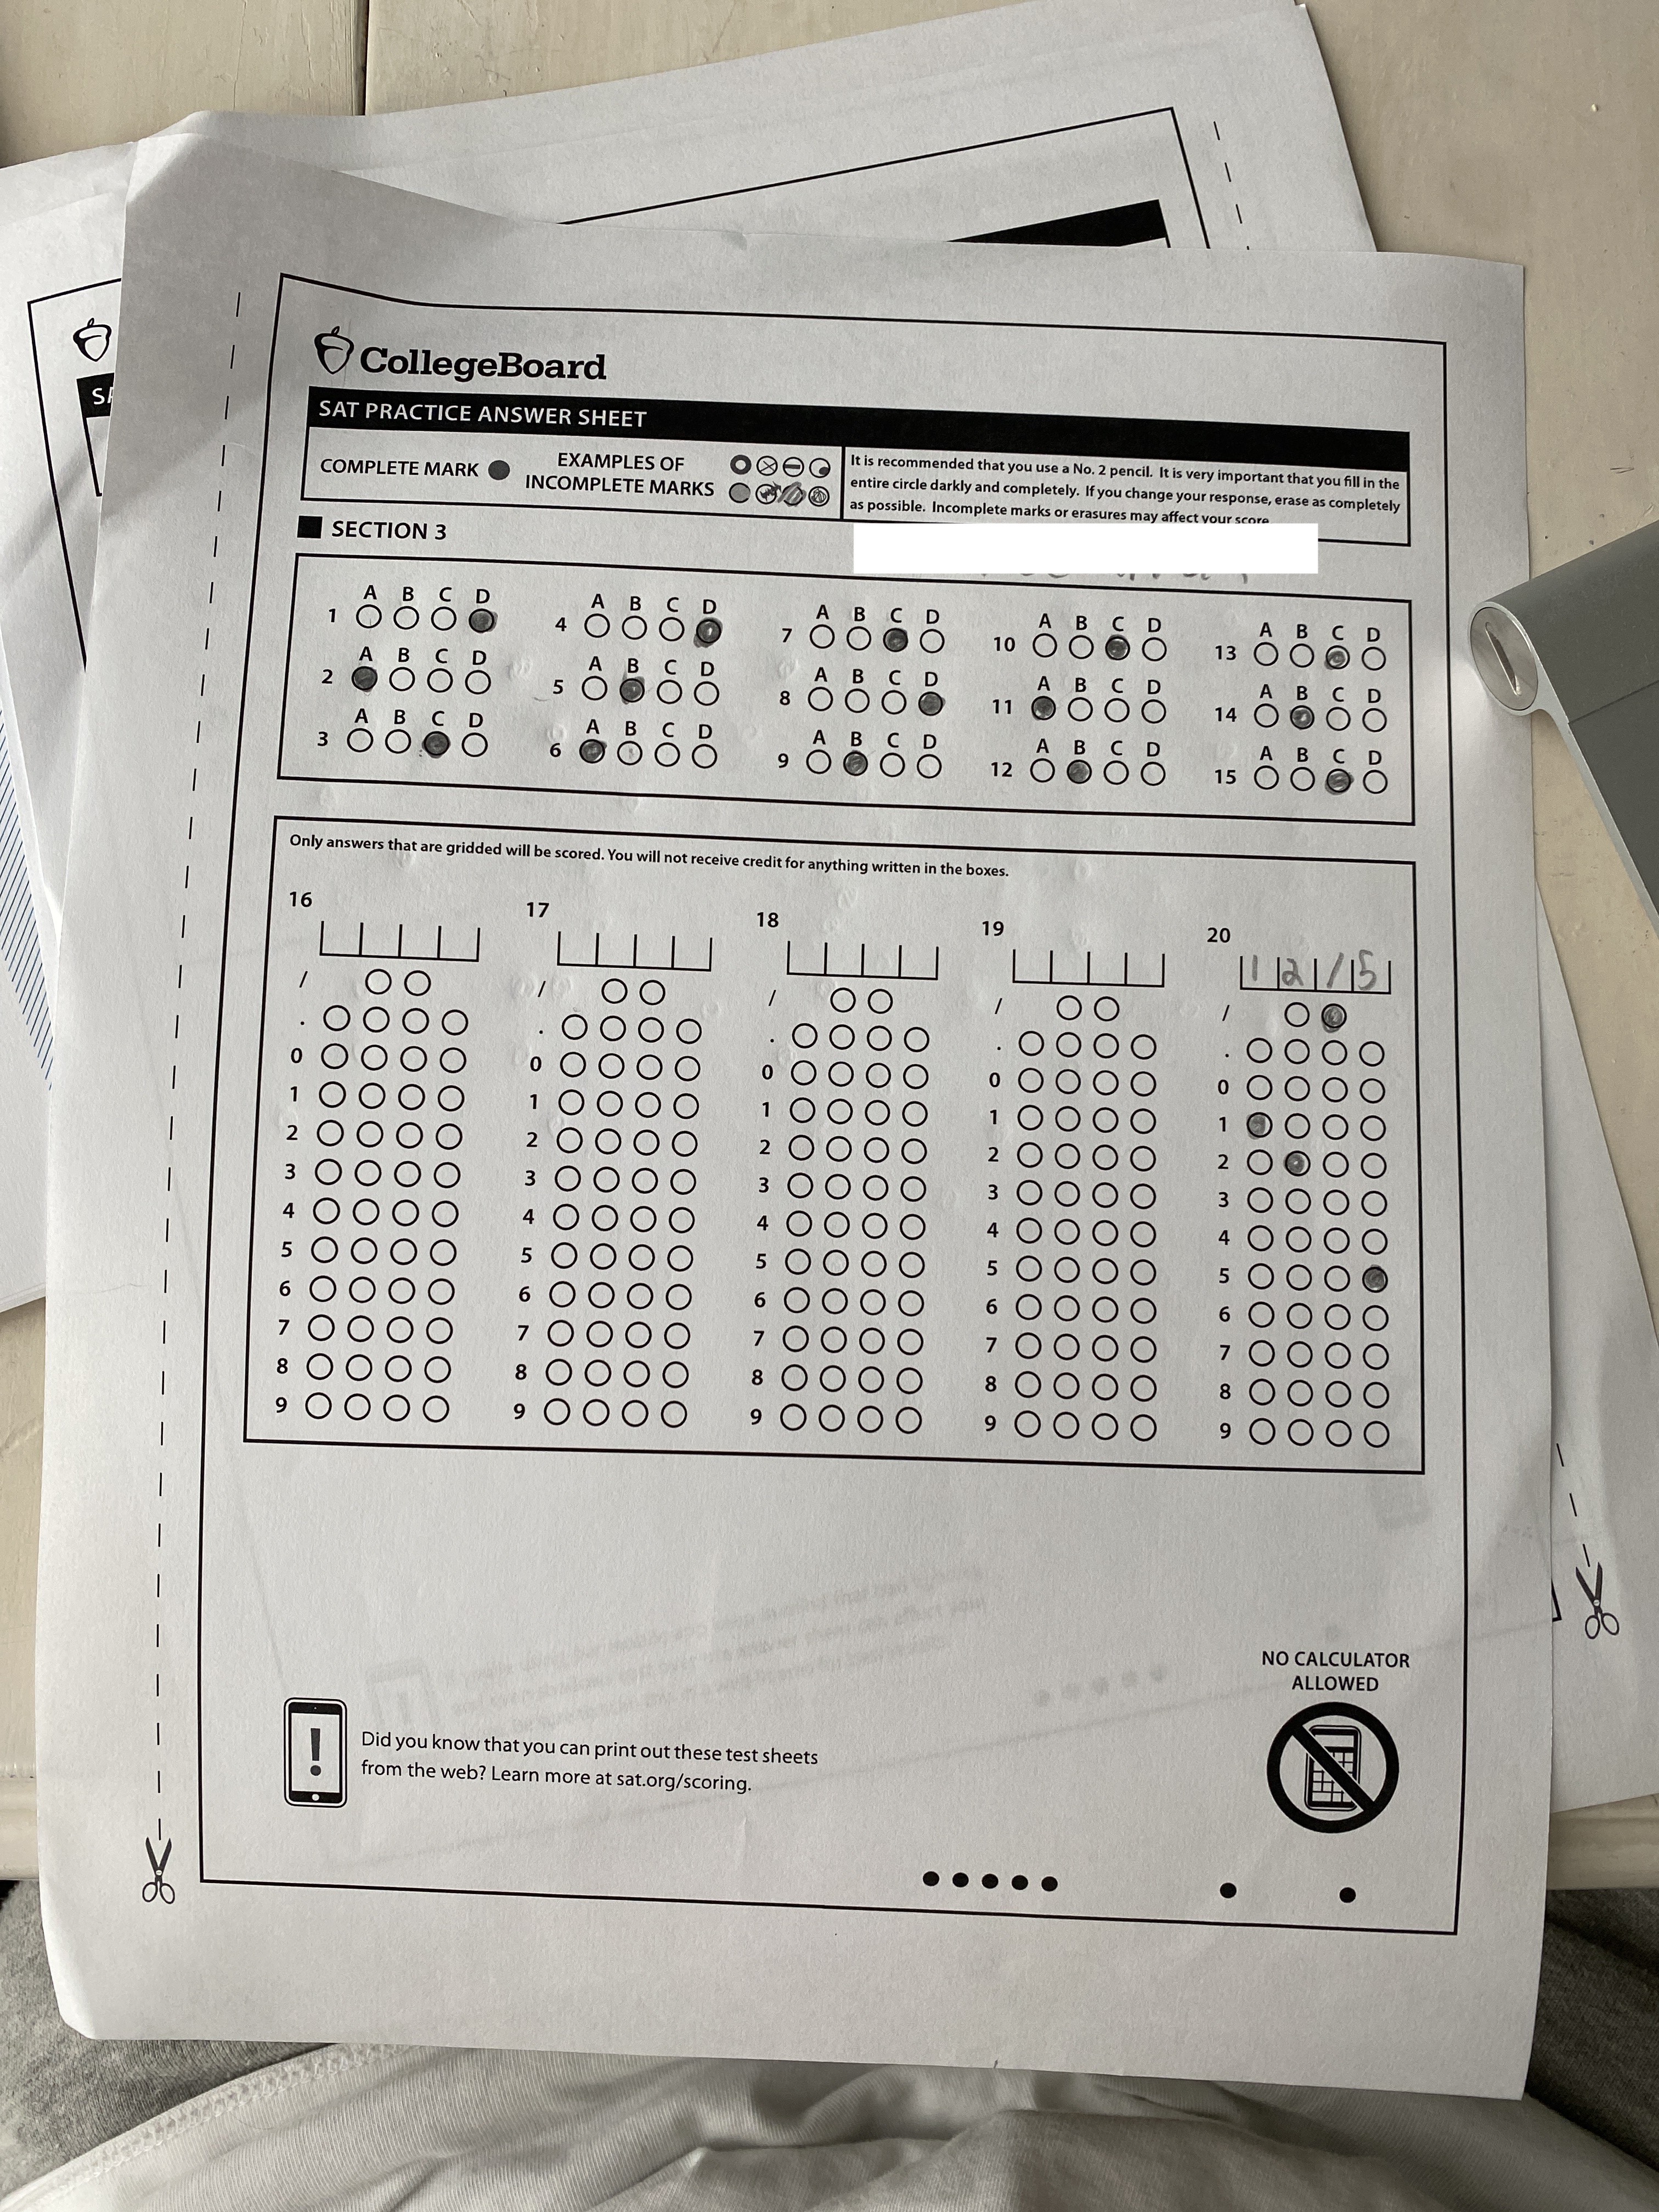 CollegeBoard
SAT PRACTICE ANSWER SHEET
COMPLETE MARK
EXAMPLES OF
INCOMPLETE MARKS
It is recommended that you use a No. 2 pencil. It is very important that you fill in the
entire circle darkly and completely. If you change your response, erase as completely
as possible. Incomplete marks or erasures may affect your score.
SECTION 3
A B C D A B C D A B C D A B C D A B C D
1 4 7 10 13
A B C D A B C D A B C D A B C D A B C D
2 5 8 11 14
A B C D A B C D A B C D A B C D A B C D
3 6 9 12 15
Only answers that are gridded will be scored. You will not receive credit for anything written in the boxes.
16 17 18 19 20
1 2 / 5
/ / / / /
. . . . .
0 0 0 0 0
1 1 1 1 1
2 2 2 2 2
3 3 3 3 3
4 4 4 4 4
5 5 5 5 5
6 6 6 6 6
7 7 7 7 7
8 8 8 8 8
9 9 9 9 9
NO CALCULATOR
ALLOWED
Did you know that you can print out these test sheets
from the web? Learn more at sat.org/scoring.